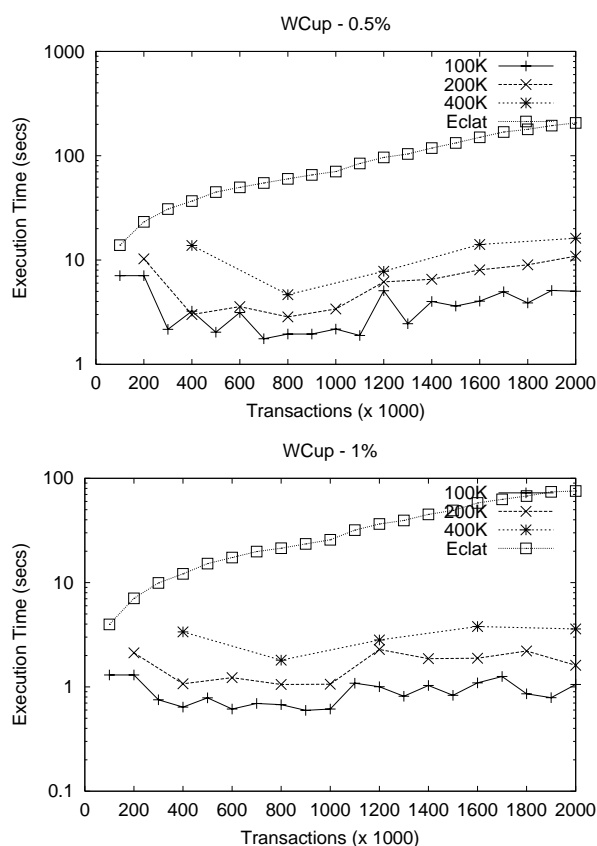 WCup - 0.5%
1000
100
10
1
Execution Time (secs)
100K
200K
400K
Eclat
0 200 400 600 800 1000 1200 1400 1600 1800 2000
Transactions (x 1000)
WCup - 1%
100
10
1
0.1
Execution Time (secs)
100K
200K
400K
Eclat
0 200 400 600 800 1000 1200 1400 1600 1800 2000
Transactions (x 1000)